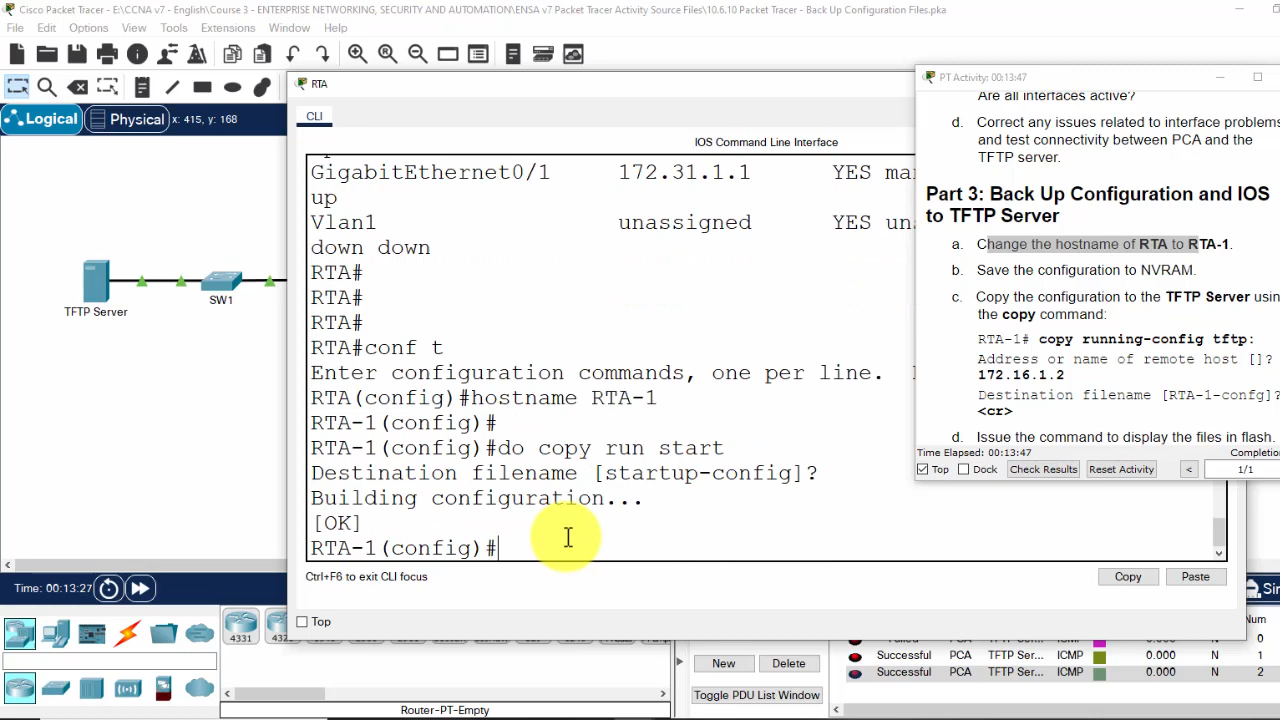 Cisco Packet Tracer - E:\CCNA v7 - English\Course 3 - ENTERPRISE NETWORKING, SECURITY AND AUTOMATION\ENSA v7 Packet Tracer Activity Source Files\10.6.10 Packet Tracer - Back Up Configuration Files.pka
File Edit Options View Tools Extensions Window Help
Logical Physical x: 415, y: 168
RTA
CLI
IOS Command Line Interface
GigabitEthernet0/1 172.31.1.1 YES man
up
Vlan1 unassigned YES uns
down down
RTA#
RTA#
RTA#
RTA#conf t
Enter configuration commands, one per line.
RTA(config)#hostname RTA-1
RTA-1(config)#
RTA-1(config)#do copy run start
Destination filename [startup-config]?
Building configuration...
[OK]
RTA-1(config)#
Ctrl+F6 to exit CLI focus
Copy Paste
Top
TFTP Server
SW1
PT Activity: 00:13:47
Are all interfaces active?
d. Correct any issues related to interface problems
and test connectivity between PCA and the
TFTP server.
Part 3: Back Up Configuration and IOS
to TFTP Server
a. Change the hostname of RTA to RTA-1.
b. Save the configuration to NVRAM.
c. Copy the configuration to the TFTP Server usin
the copy command:
RTA-1# copy running-config tftp:
Address or name of remote host []?
172.16.1.2
Destination filename [RTA-1-confg]?
<cr>
d. Issue the command to display the files in flash.
Time Elapsed: 00:13:47 Completio
Top Dock Check Results Reset Activity < 1/1
Time: 00:13:27
Sim
4331
New Delete
Toggle PDU List Window
Router-PT-Empty
Num
ICMP 0.000 N 0
Successful PCA TFTP Ser... ICMP 0.000 N 1
Successful PCA TFTP Ser... ICMP 0.000 N 2